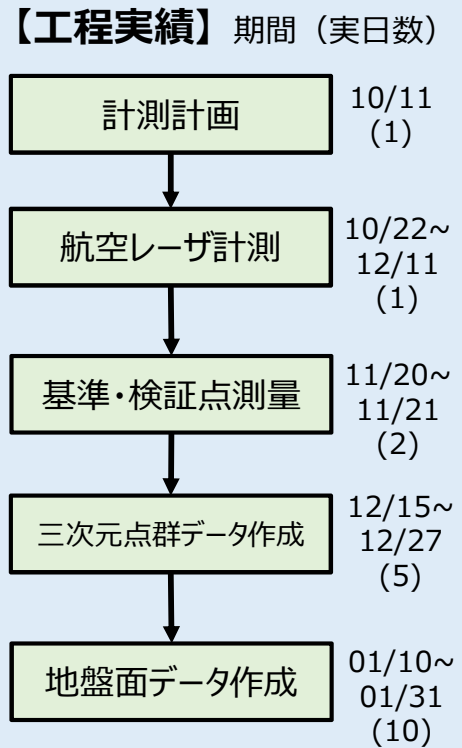 【工程実績】 期間（実日数）
計測計画
10/11
(1)
航空レーザ計測
10/22~
12/11
(1)
基準・検証点測量
11/20~
11/21
(2)
三次元点群データ作成
12/15~
12/27
(5)
地盤面データ作成
01/10~
01/31
(10)